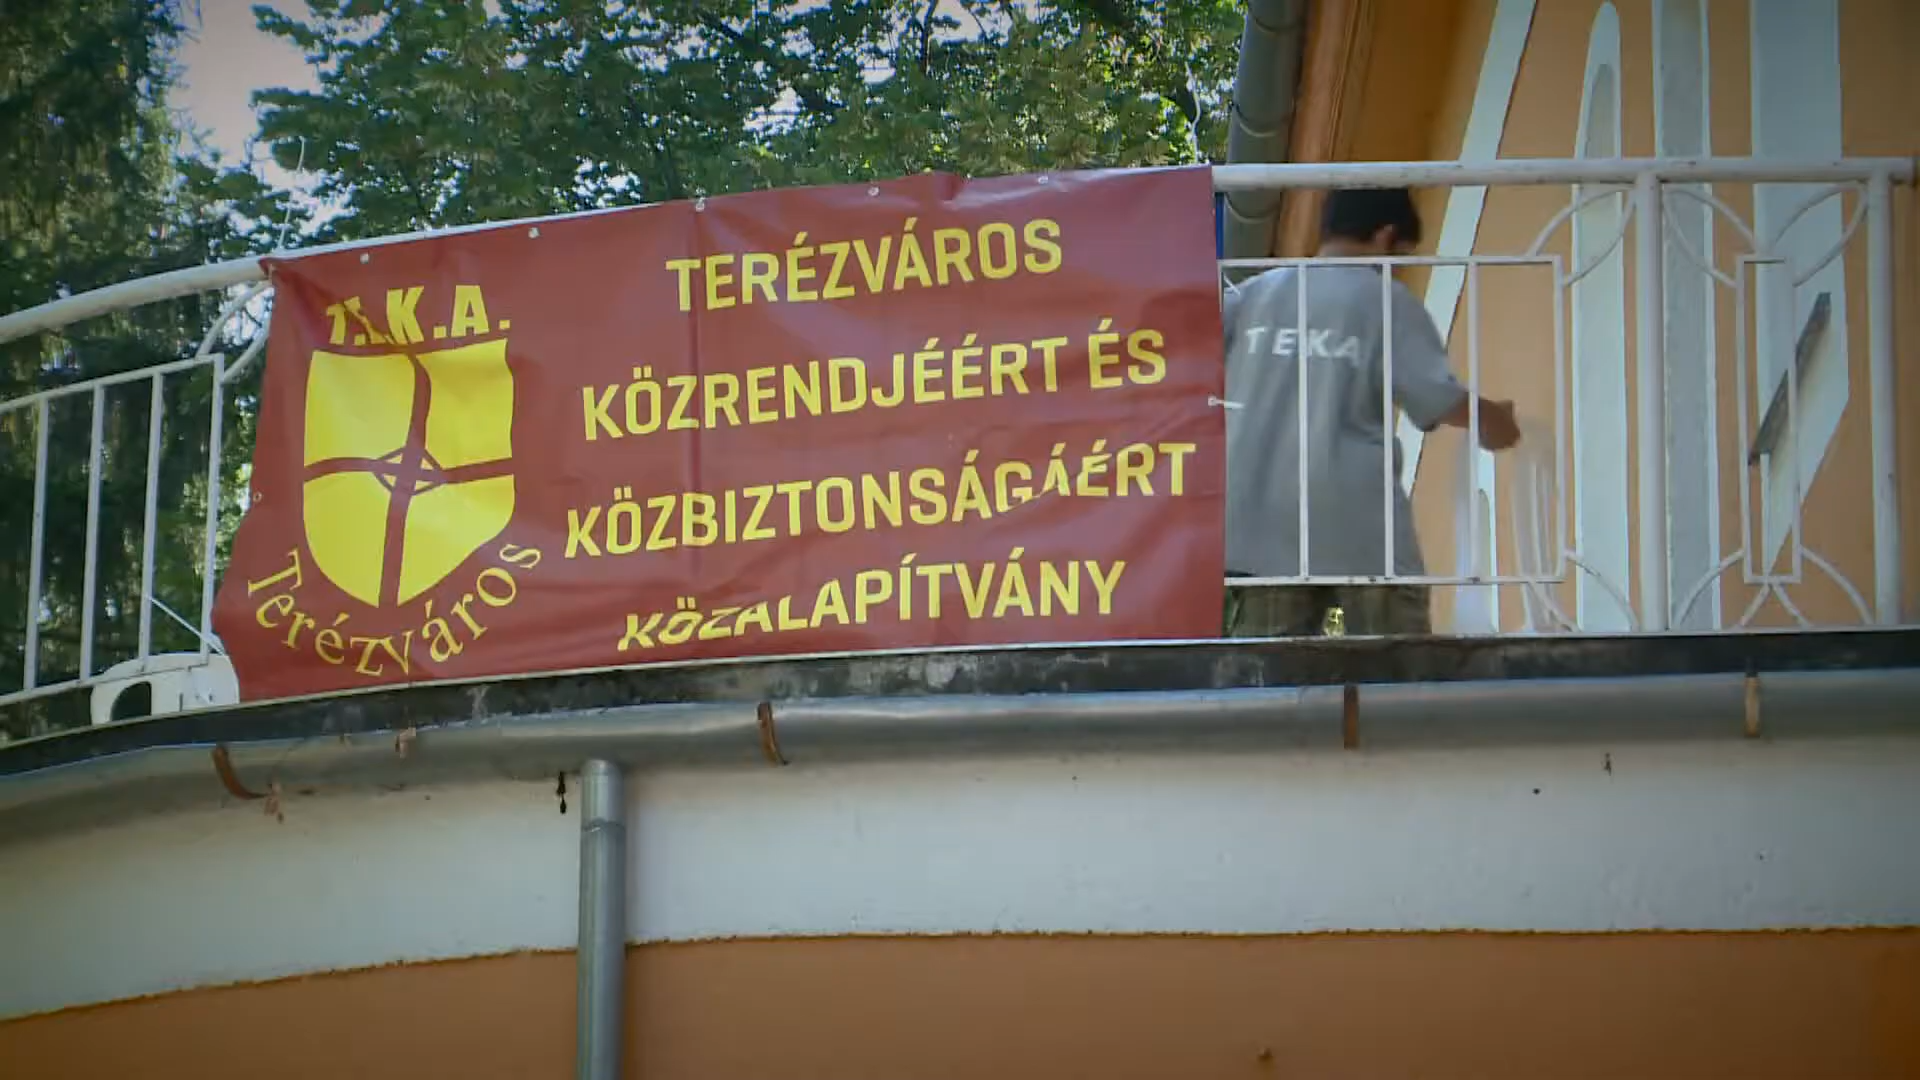 TERÉZVÁROS
KÖZRENDJÉÉRT ÉS
KÖZBIZTONSÁGÁÉRT
KÖZALAPÍTVÁNY
Terézváros
TEKA